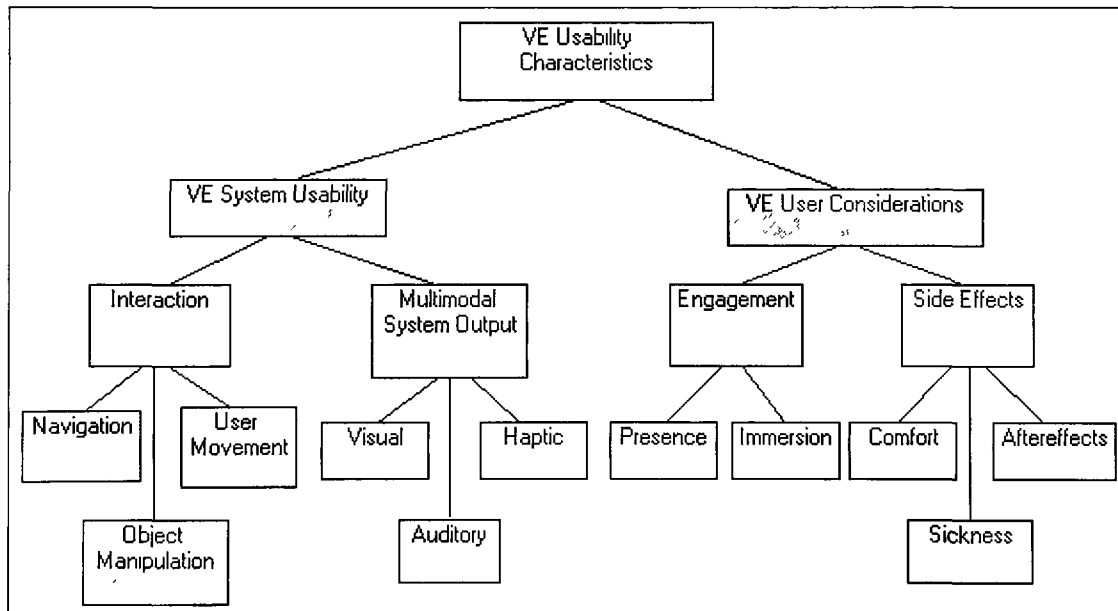 VE Usability
Characteristics
VE System Usability
VE User Considerations
Interaction
Multimodal
System Output
Engagement
Side Effects
Navigation
User
Movement
Visual
Haptic
Presence
Immersion
Comfort
Aftereffects
Object
Manipulation
Auditory
Sickness